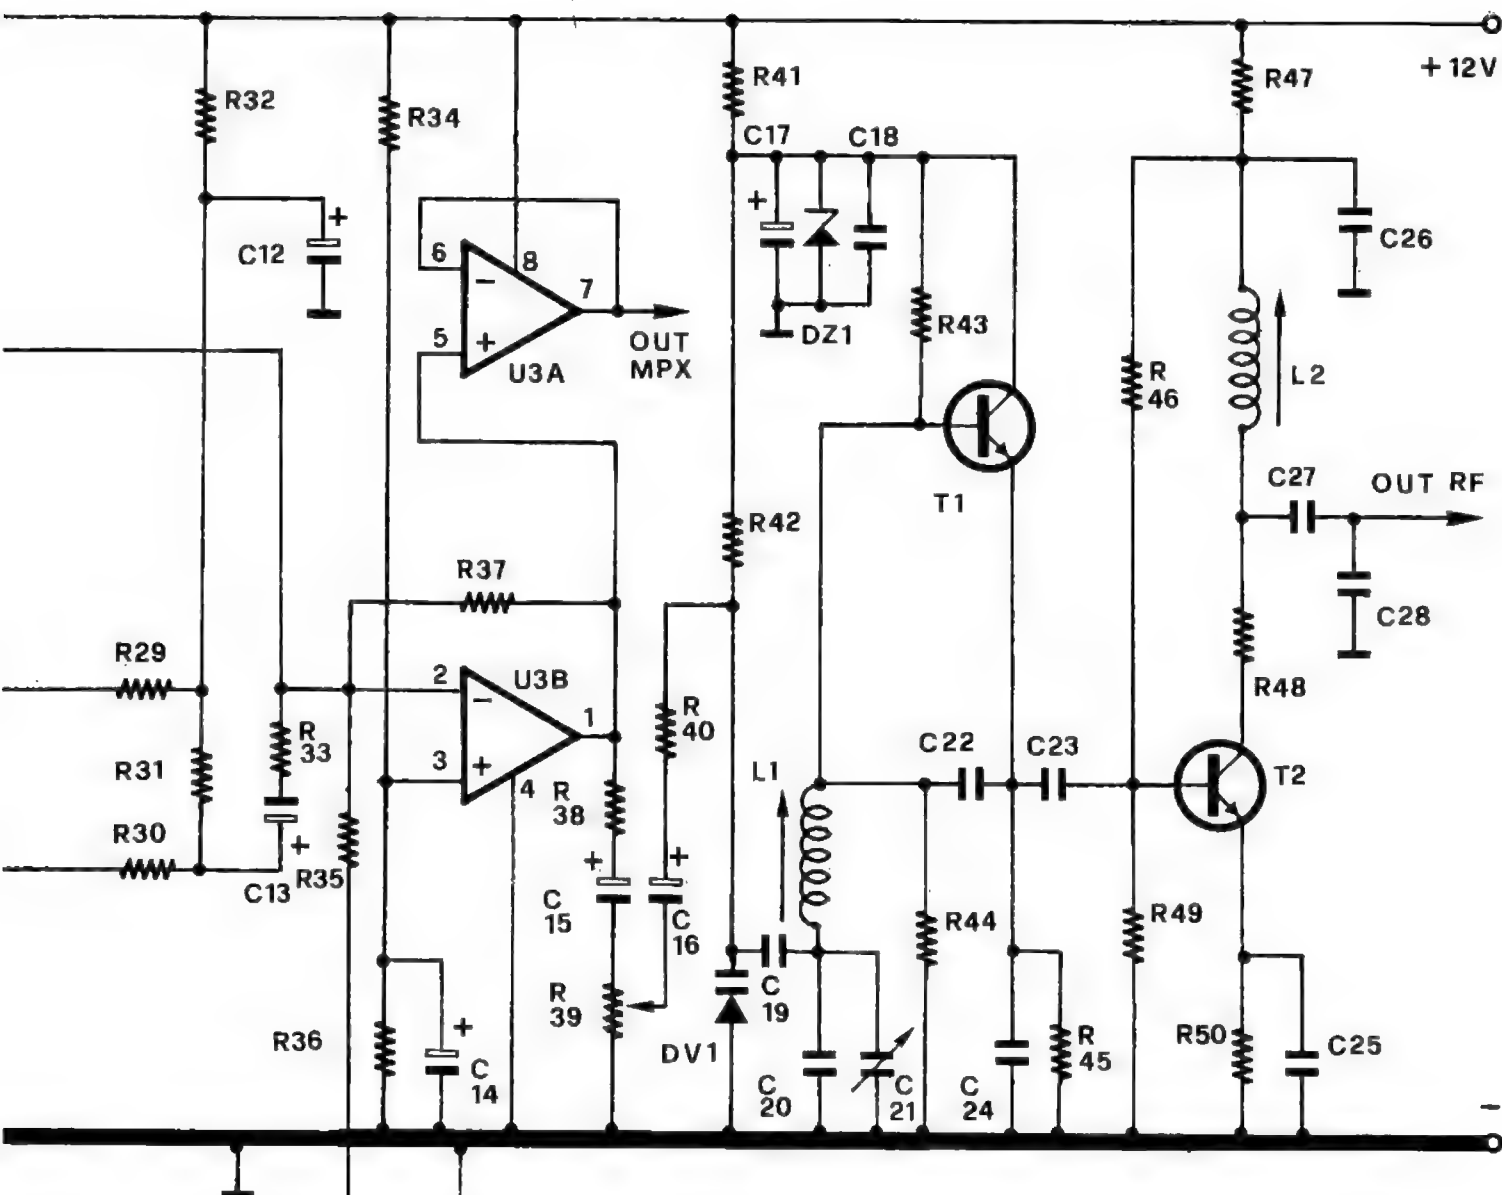 +12V
R32
R34
R41
R47
C17
C18
+
+
C12
C26
6
8
−
7
5
+
U3A
OUT
MPX
DZ1
R43
L2
R
46
T1
C27
OUT RF
R42
R37
C28
R29
2
U3B
−
R48
R
33
1
R
40
3
+
4
C22
C23
L1
T2
R31
R
38
R30
+
+
+
C13
R35
C
15
C
16
R44
R49
R
39
C
19
R36
+
C
14
DV1
C
20
C
21
C
24
R
45
R50
C25
−